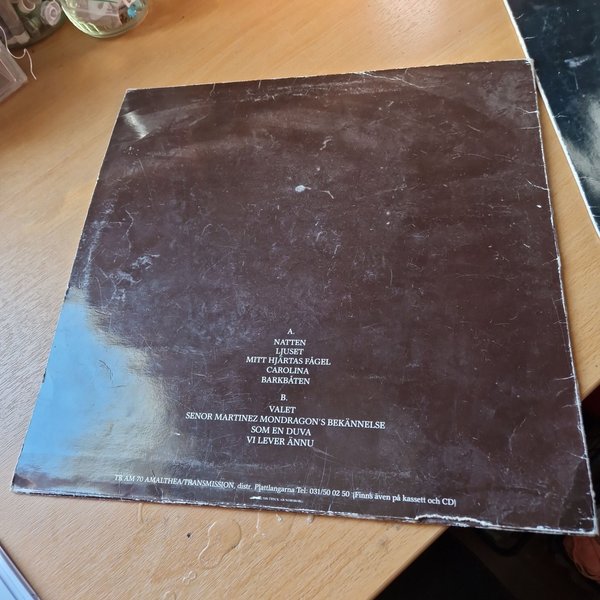 A.
NATTEN
LJUSET
MITT HJÄRTAS FÅGEL
CAROLINA
BARKBÅTEN
B.
VALET
SENOR MARTINEZ MONDRAGON'S BEKÄNNELSE
SOM EN DUVA
VI LEVER ÄNNU
TR AM 70 AMALTHEA/TRANSMISSION, distr. Plattlangarna Tel. 031/50 02 50 (Finns även på kassett och CD)